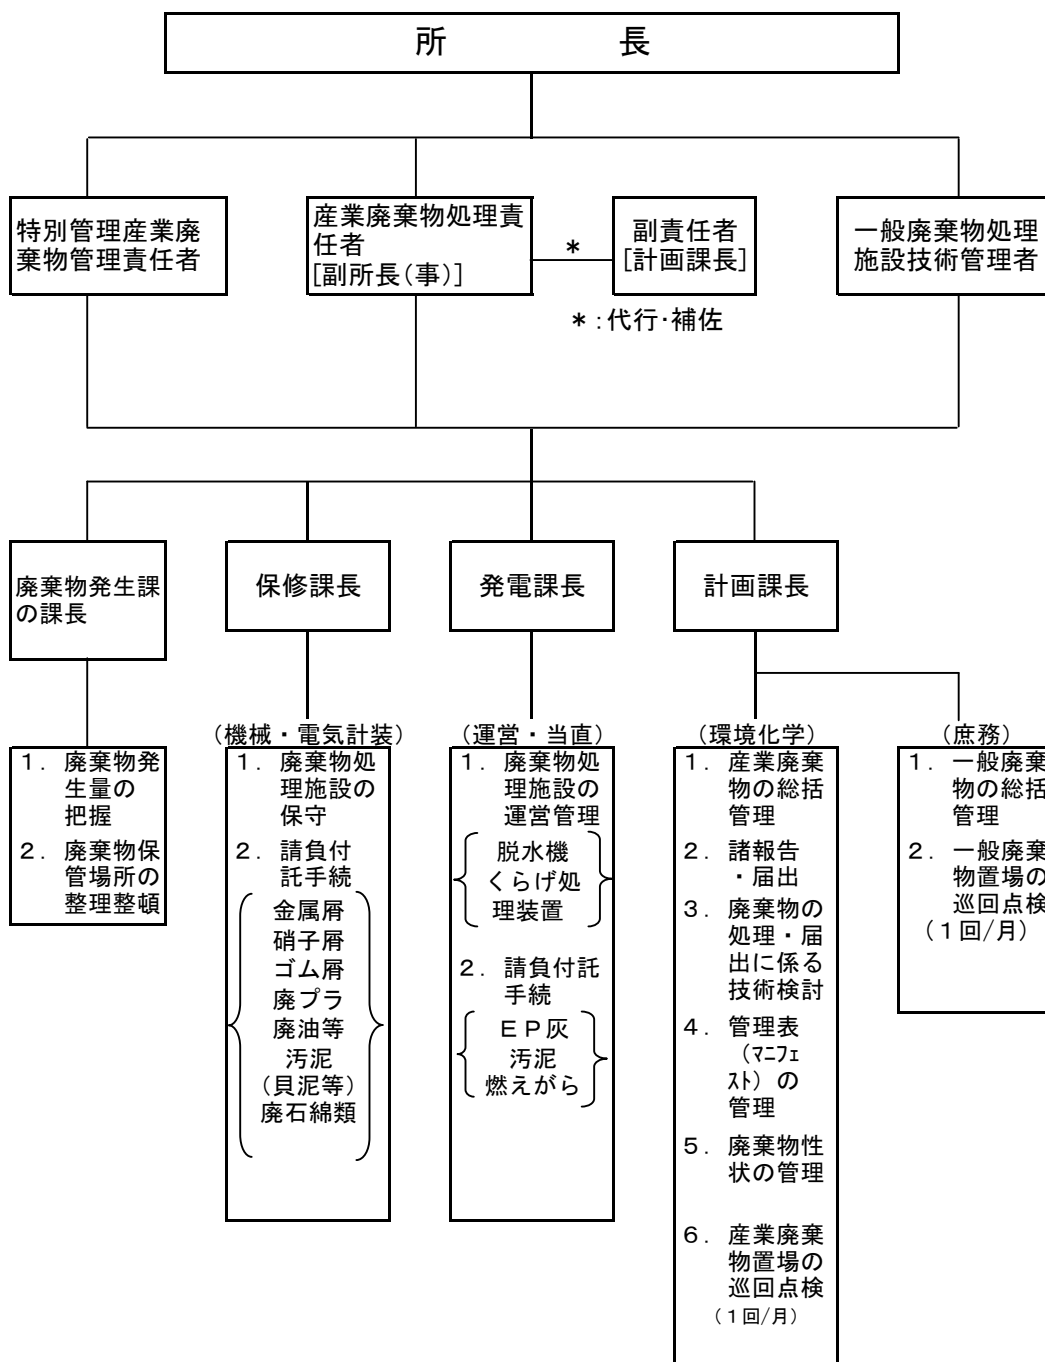 所　　　　長
特別管理産業廃
棄物管理責任者
産業廃棄物処理責
任者
[副所長(事)]
*
副責任者
[計画課長]
一般廃棄物処理
施設技術管理者
*：代行・補佐
廃棄物発生課
の課長
保修課長
発電課長
計画課長
1．廃棄物発
生量の
把握
2．廃棄物保
管場所の
整理整頓
（機械・電気計装）
1．廃棄物処
理施設の
保守
2．請負付
託手続
金属屑
硝子屑
ゴム屑
廃プラ
廃油等
汚泥
(貝泥等)
廃石綿類
（運営・当直）
1．廃棄物処
理施設の
運営管理
脱水機
くらげ処
理装置
2．請負付託
手続
ＥＰ灰
汚泥
燃えがら
（環境化学）
1．産業廃棄
物の総括
管理
2．諸報告
・届出
3．廃棄物の
処理・届
出に係る
技術検討
4．管理表
（ﾏﾆﾌｪ
ｽﾄ）の
管理
5．廃棄物性
状の管理
6．産業廃棄
物置場の
巡回点検
（1回/月）
（庶務）
1．一般廃棄
物の総括
管理
2．一般廃棄
物置場の
巡回点検
（1回/月）